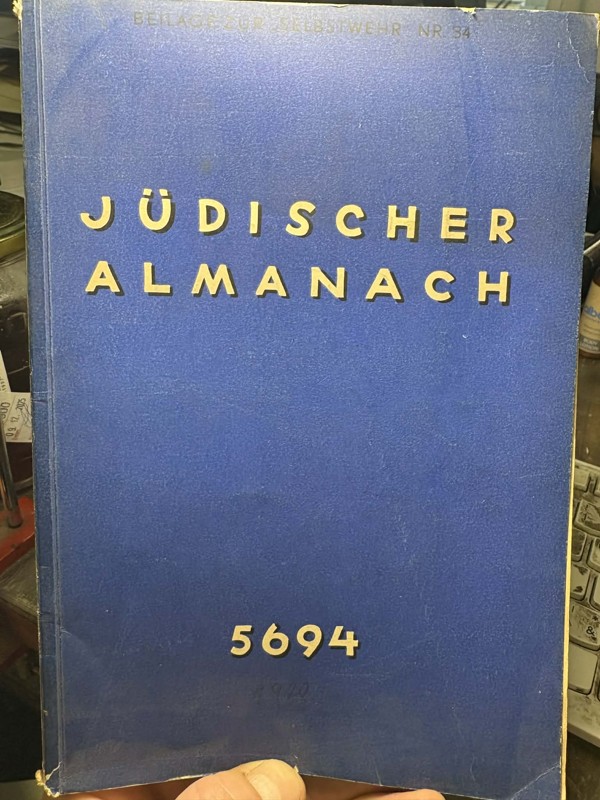 BEILAGE ZUR „SELBSTWEHR“ NR. 34
JÜDISCHER
ALMANACH
5694